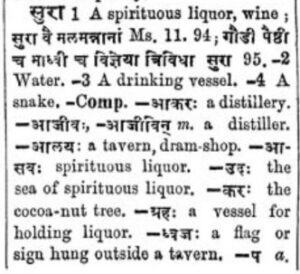 सुरा 1 A spirituous liquor, wine ;
सुरा वै मलमन्नानां Ms. 11. 94; गौडी पैष्टी
च माध्वी च विज्ञेया त्रिविधा सुरा 95. -2
Water. -3 A drinking vessel. -4 A
snake. -Comp. -आकरः a distillery.
-आजीवः, -आजीविन् m. a distiller.
-आलयः a tavern, dram-shop. -आ-
सवः spirituous liquor. -उदः the
sea of spirituous liquor. -करः the
cocoa-nut tree. -ग्रहः a vessel for
holding liquor. -ध्वजः a flag or
sign hung outside a tavern. -प a.